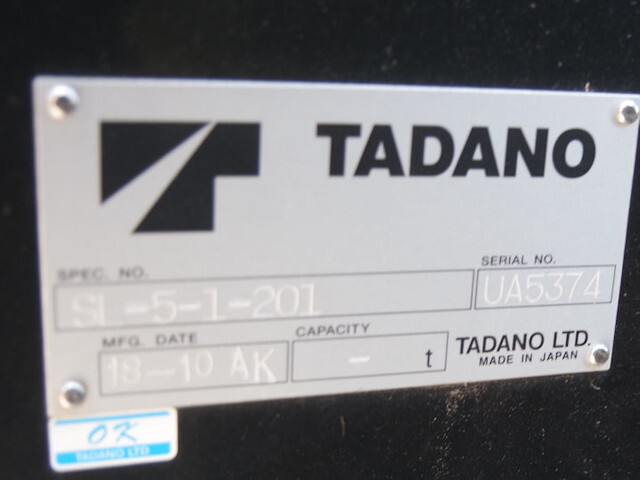 TADANO
SPEC. NO.
SL-5-1-201
SERIAL NO.
UA5374
MFG. DATE
18-10 AK
CAPACITY
- t
TADANO LTD.
MADE IN JAPAN
OK
TADANO LTD